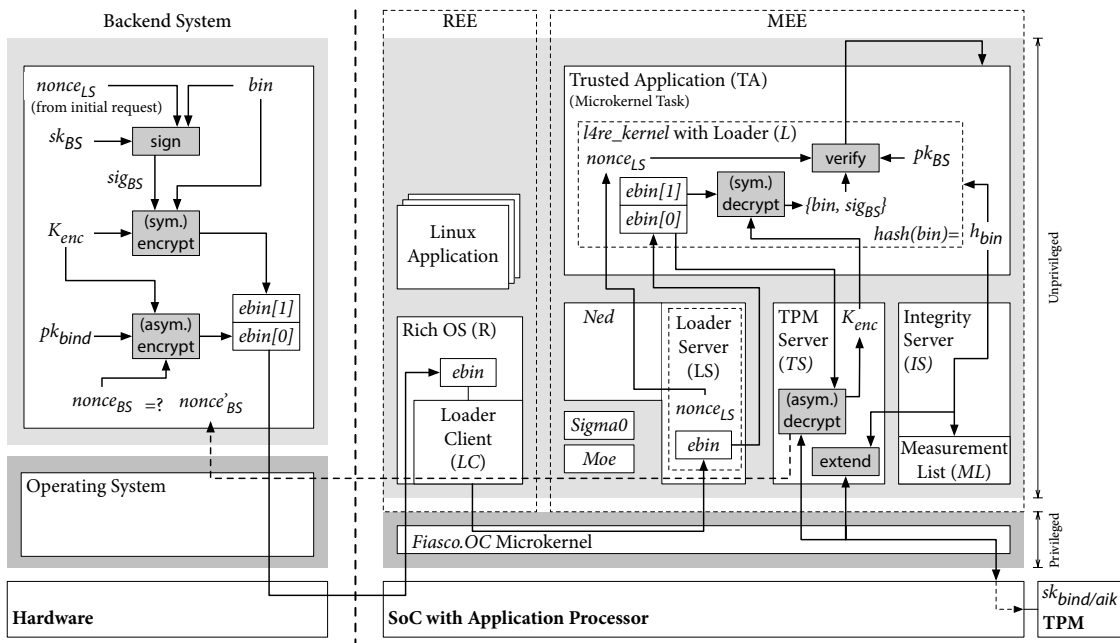 Backend System
REE
MEE
nonce_LS
(from initial request)
bin
sk_BS
sign
sig_BS
(sym.)
encrypt
K_enc
pk_bind
(asym.)
encrypt
ebin[1]
ebin[0]
nonce_BS =? nonce'_BS
Operating System
Hardware
Linux
Application
Rich OS (R)
ebin
Loader
Client
(LC)
Trusted Application (TA)
(Microkernel Task)
l4re_kernel with Loader (L)
nonce_LS
verify
pk_BS
ebin[1]
ebin[0]
(sym.)
decrypt
{bin, sig_BS}
hash(bin)= h_bin
Ned
Sigma0
Moe
Loader
Server
(LS)
nonce_LS
ebin
TPM
Server
(TS)
K_enc
(asym.)
decrypt
extend
Integrity
Server
(IS)
Measurement
List (ML)
Fiasco.OC Microkernel
SoC with Application Processor
sk_bind/aik
TPM
Unprivileged
Privileged